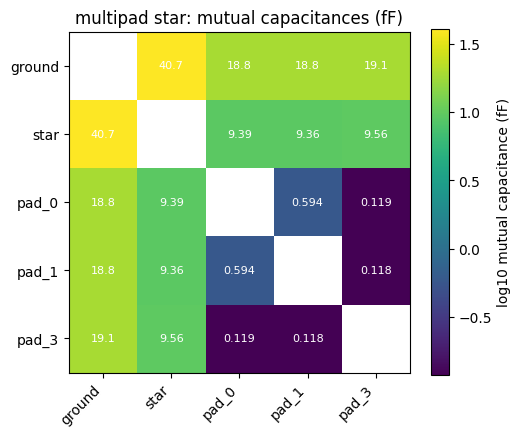 multipad star: mutual capacitances (fF)
ground 40.7 18.8 18.8 19.1
star 40.7 9.39 9.36 9.56
pad_0 18.8 9.39 0.594 0.119
pad_1 18.8 9.36 0.594 0.118
pad_3 19.1 9.56 0.119 0.118
ground star pad_0 pad_1 pad_3
1.5
1.0
0.5
0.0
−0.5
log10 mutual capacitance (fF)